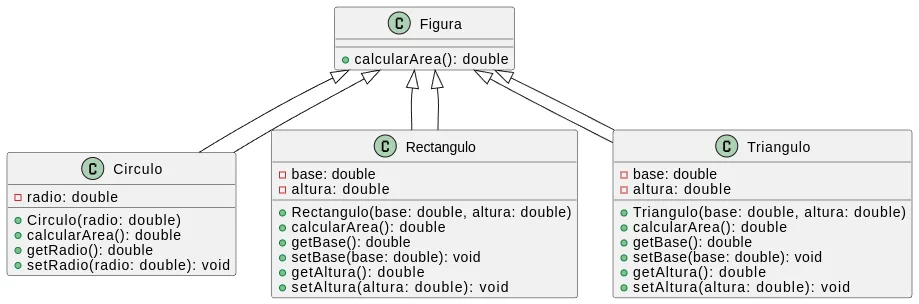 C Figura
calcularArea(): double
C Circulo
radio: double
Circulo(radio: double)
calcularArea(): double
getRadio(): double
setRadio(radio: double): void
C Rectangulo
base: double
altura: double
Rectangulo(base: double, altura: double)
calcularArea(): double
getBase(): double
setBase(base: double): void
getAltura(): double
setAltura(altura: double): void
C Triangulo
base: double
altura: double
Triangulo(base: double, altura: double)
calcularArea(): double
getBase(): double
setBase(base: double): void
getAltura(): double
setAltura(altura: double): void